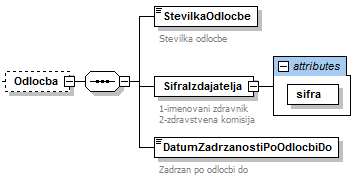 StevilkaOdlocbe
Stevilka odlocbe
Odlocba
SifraIzdajatelja
1-imenovani zdravnik
2-zdravstvena komisija
attributes
sifra
DatumZadrzanostiPoOdlocbiDo
Zadrzan po odlocbi do